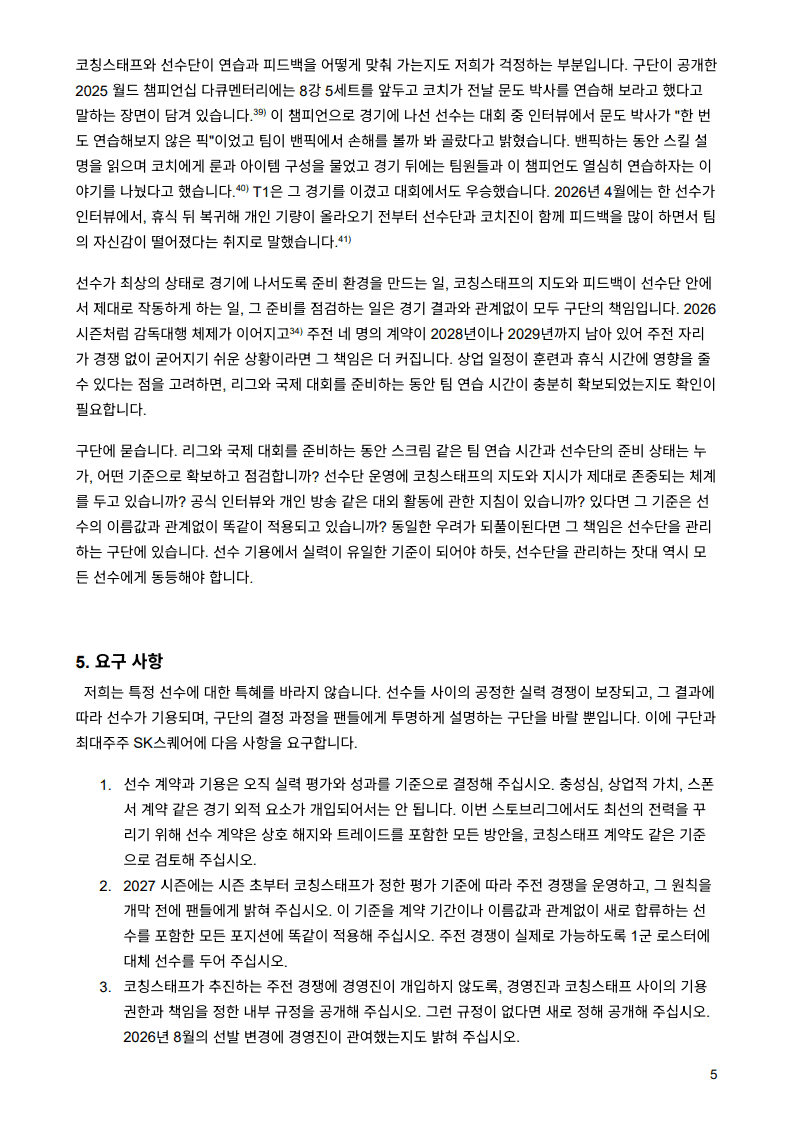 코칭스태프와 선수단이 연습과 피드백을 어떻게 맞춰 가는지도 저희가 걱정하는 부분입니다. 구단이 공개한
2025 월드 챔피언십 다큐멘터리에는 8강 5세트를 앞두고 코치가 전날 문도 박사를 연습해 보라고 했다고
말하는 장면이 담겨 있습니다.39) 이 챔피언으로 경기에 나선 선수는 대회 중 인터뷰에서 문도 박사가 "한 번
도 연습해보지 않은 픽"이었고 팀이 밴픽에서 손해를 볼까 봐 골랐다고 밝혔습니다. 밴픽하는 동안 스킬 설
명을 읽으며 코치에게 룬과 아이템 구성을 물었고 경기 뒤에는 팀원들과 이 챔피언도 열심히 연습하자는 이
야기를 나눴다고 했습니다.40) T1은 그 경기를 이겼고 대회에서도 우승했습니다. 2026년 4월에는 한 선수가
인터뷰에서, 휴식 뒤 복귀해 개인 기량이 올라오기 전부터 선수단과 코치진이 함께 피드백을 많이 하면서 팀
의 자신감이 떨어졌다는 취지로 말했습니다.41)
선수가 최상의 상태로 경기에 나서도록 준비 환경을 만드는 일, 코칭스태프의 지도와 피드백이 선수단 안에
서 제대로 작동하게 하는 일, 그 준비를 점검하는 일은 경기 결과와 관계없이 모두 구단의 책임입니다. 2026
시즌처럼 감독대행 체제가 이어지고34) 주전 네 명의 계약이 2028년이나 2029년까지 남아 있어 주전 자리
가 경쟁 없이 굳어지기 쉬운 상황이라면 그 책임은 더 커집니다. 상업 일정이 훈련과 휴식 시간에 영향을 줄
수 있다는 점을 고려하면, 리그와 국제 대회를 준비하는 동안 팀 연습 시간이 충분히 확보되었는지도 확인이
필요합니다.
구단에 묻습니다. 리그와 국제 대회를 준비하는 동안 스크림 같은 팀 연습 시간과 선수단의 준비 상태는 누
가, 어떤 기준으로 확보하고 점검합니까? 선수단 운영에 코칭스태프의 지도와 지시가 제대로 존중되는 체계
를 두고 있습니까? 공식 인터뷰와 개인 방송 같은 대외 활동에 관한 지침이 있습니까? 있다면 그 기준은 선
수의 이름값과 관계없이 똑같이 적용되고 있습니까? 동일한 우려가 되풀이된다면 그 책임은 선수단을 관리
하는 구단에 있습니다. 선수 기용에서 실력이 유일한 기준이 되어야 하듯, 선수단을 관리하는 잣대 역시 모
든 선수에게 동등해야 합니다.
5. 요구 사항
저희는 특정 선수에 대한 특혜를 바라지 않습니다. 선수들 사이의 공정한 실력 경쟁이 보장되고, 그 결과에
따라 선수가 기용되며, 구단의 결정 과정을 팬들에게 투명하게 설명하는 구단을 바랄 뿐입니다. 이에 구단과
최대주주 SK스퀘어에 다음 사항을 요구합니다.
1. 선수 계약과 기용은 오직 실력 평가와 성과를 기준으로 결정해 주십시오. 충성심, 상업적 가치, 스폰
서 계약 같은 경기 외적 요소가 개입되어서는 안 됩니다. 이번 스토브리그에서도 최선의 전력을 꾸
리기 위해 선수 계약은 상호 해지와 트레이드를 포함한 모든 방안을, 코칭스태프 계약도 같은 기준
으로 검토해 주십시오.
2. 2027 시즌에는 시즌 초부터 코칭스태프가 정한 평가 기준에 따라 주전 경쟁을 운영하고, 그 원칙을
개막 전에 팬들에게 밝혀 주십시오. 이 기준을 계약 기간이나 이름값과 관계없이 새로 합류하는 선
수를 포함한 모든 포지션에 똑같이 적용해 주십시오. 주전 경쟁이 실제로 가능하도록 1군 로스터에
대체 선수를 두어 주십시오.
3. 코칭스태프가 추진하는 주전 경쟁에 경영진이 개입하지 않도록, 경영진과 코칭스태프 사이의 기용
권한과 책임을 정한 내부 규정을 공개해 주십시오. 그런 규정이 없다면 새로 정해 공개해 주십시오.
2026년 8월의 선발 변경에 경영진이 관여했는지도 밝혀 주십시오.
5